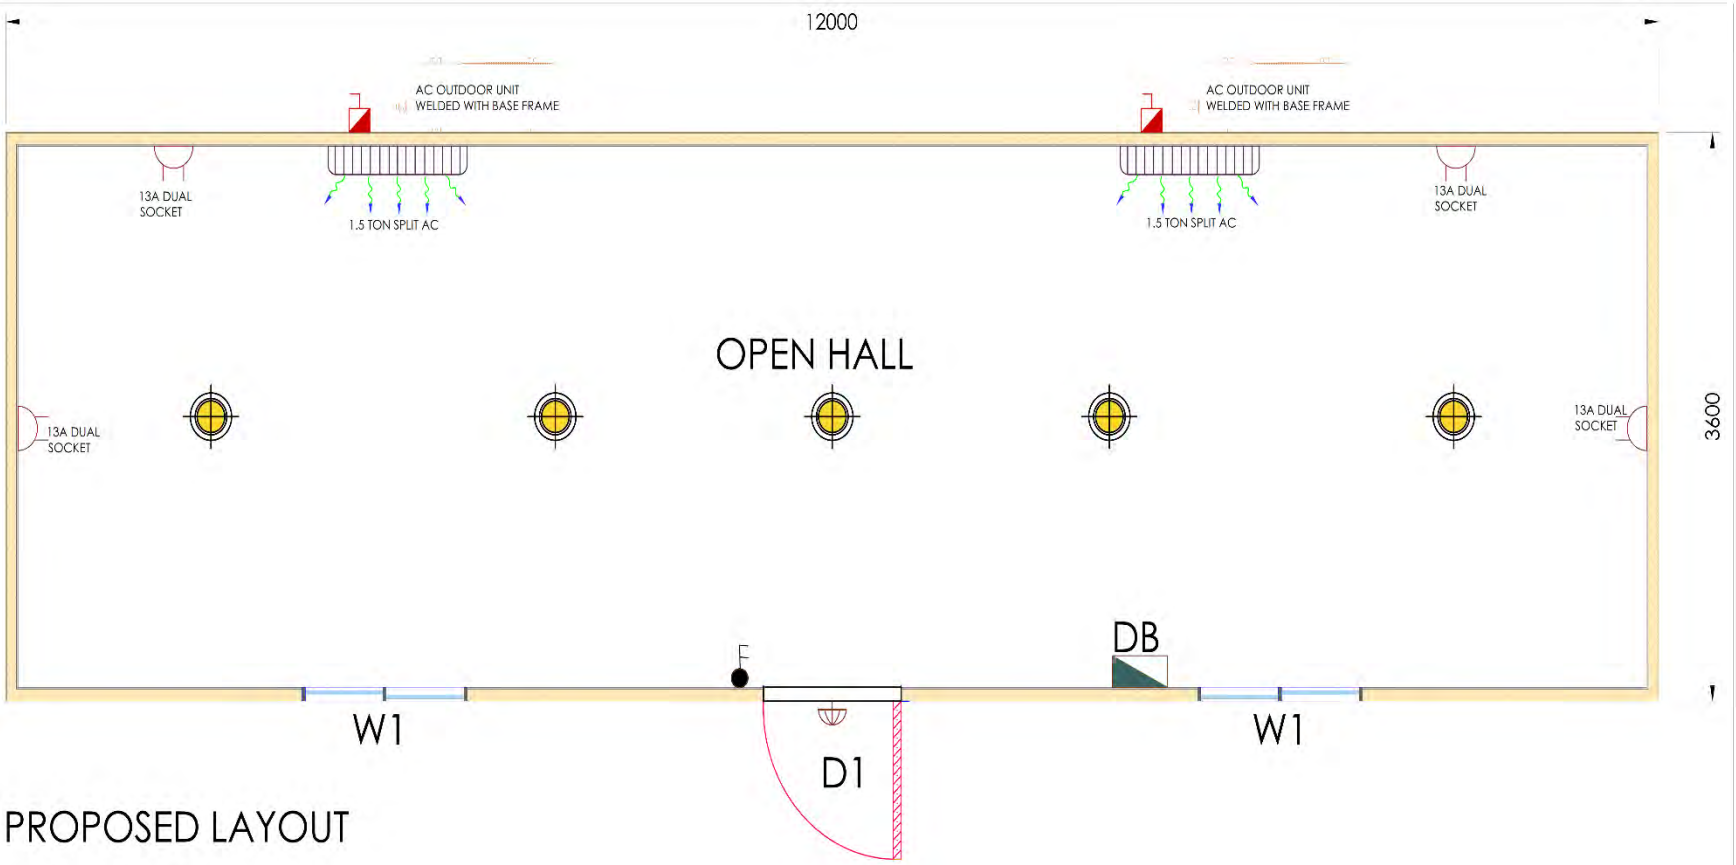 12000
AC OUTDOOR UNIT
WELDED WITH BASE FRAME
AC OUTDOOR UNIT
WELDED WITH BASE FRAME
13A DUAL
SOCKET
1.5 TON SPLIT AC
1.5 TON SPLIT AC
13A DUAL
SOCKET
OPEN HALL
13A DUAL
SOCKET
13A DUAL
SOCKET
3600
DB
W1
D1
W1
PROPOSED LAYOUT